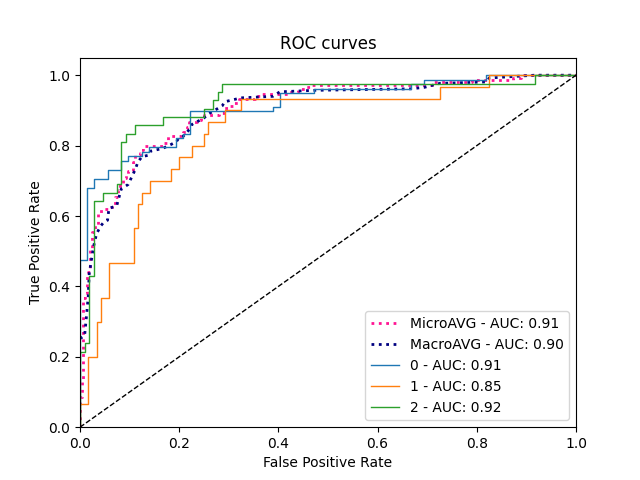 ROC curves
1.0
0.8
0.6
0.4
0.2
0.0
True Positive Rate
0.0 0.2 0.4 0.6 0.8 1.0
False Positive Rate
MicroAVG - AUC: 0.91
MacroAVG - AUC: 0.90
0 - AUC: 0.91
1 - AUC: 0.85
2 - AUC: 0.92